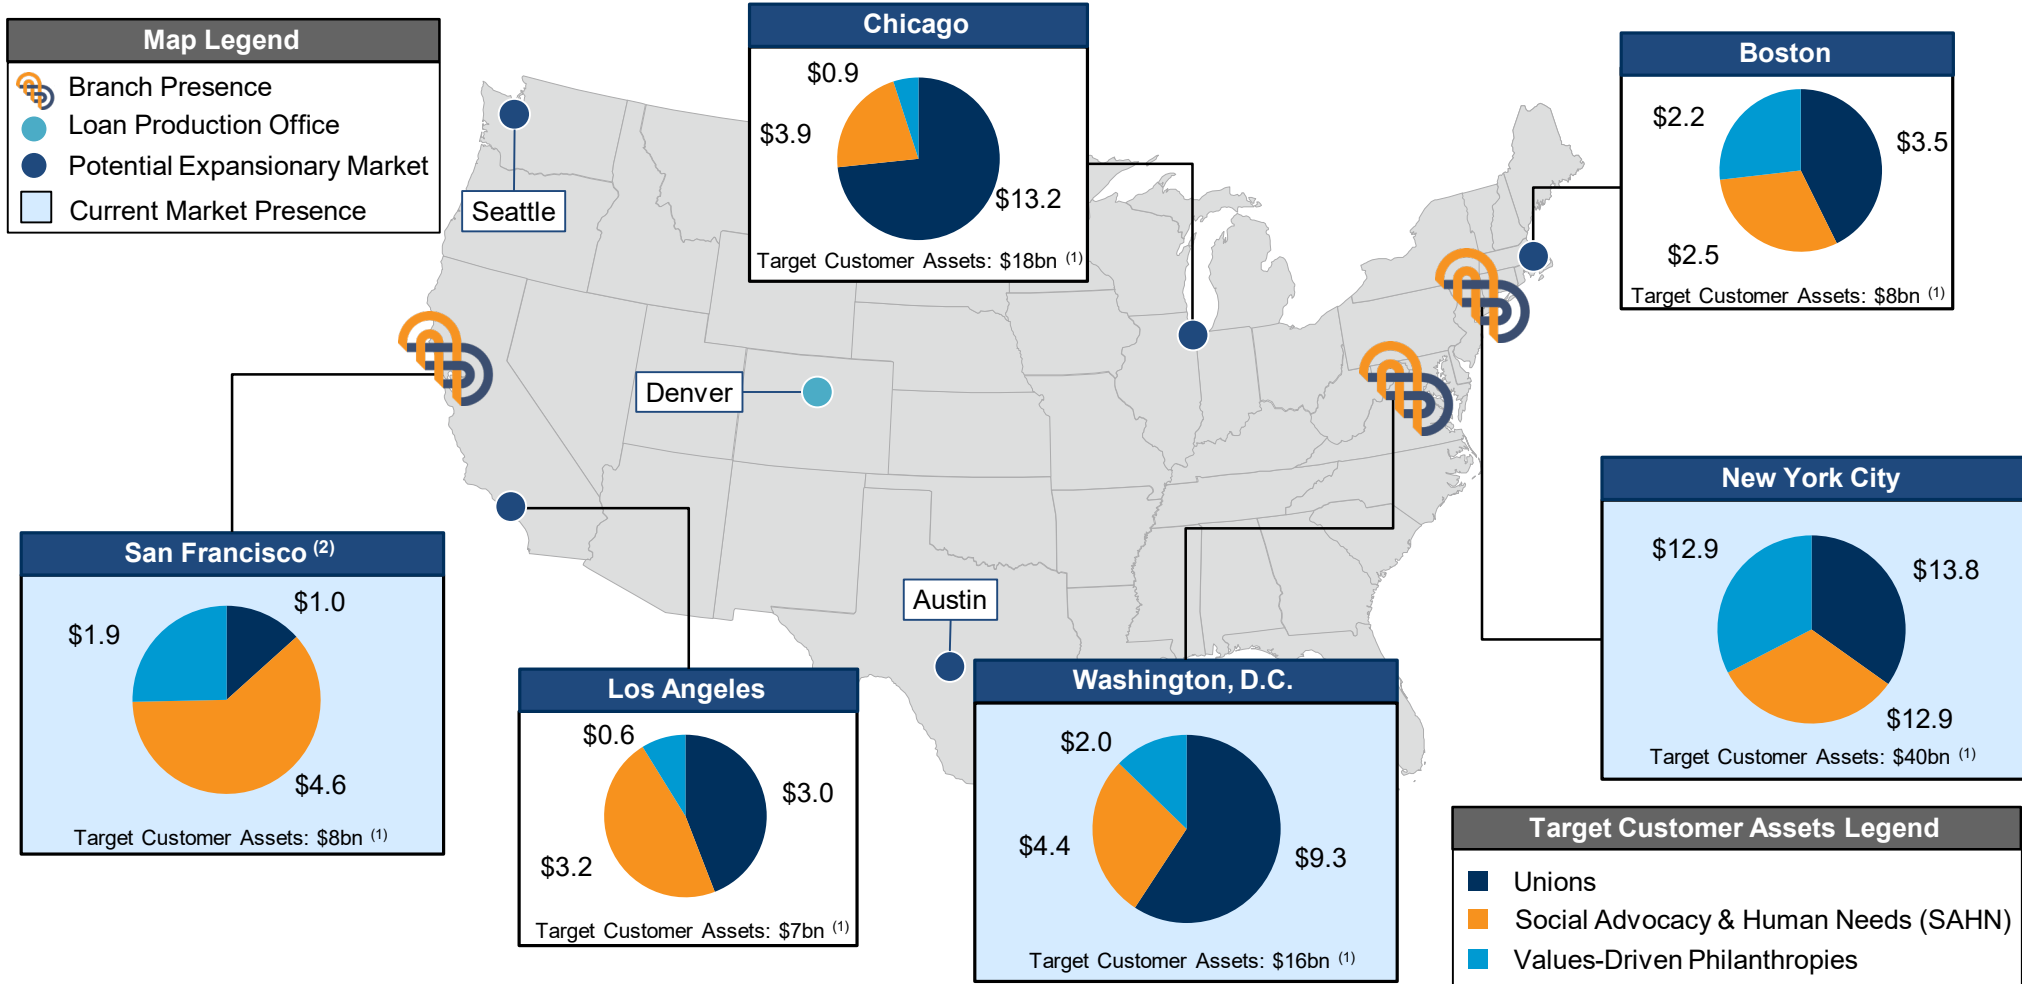 Map Legend
Branch Presence
Loan Production Office
Potential Expansionary Market
Current Market Presence
Chicago
$0.9
$3.9
$13.2
Target Customer Assets: $18bn (1)
Boston
$2.2
$3.5
$2.5
Target Customer Assets: $8bn (1)
Seattle
Denver
Austin
San Francisco (2)
$1.0
$1.9
$4.6
Target Customer Assets: $8bn (1)
Los Angeles
$0.6
$3.0
$3.2
Target Customer Assets: $7bn (1)
Washington, D.C.
$2.0
$4.4
$9.3
Target Customer Assets: $16bn (1)
New York City
$12.9
$13.8
$12.9
Target Customer Assets: $40bn (1)
Target Customer Assets Legend
Unions
Social Advocacy & Human Needs (SAHN)
Values-Driven Philanthropies